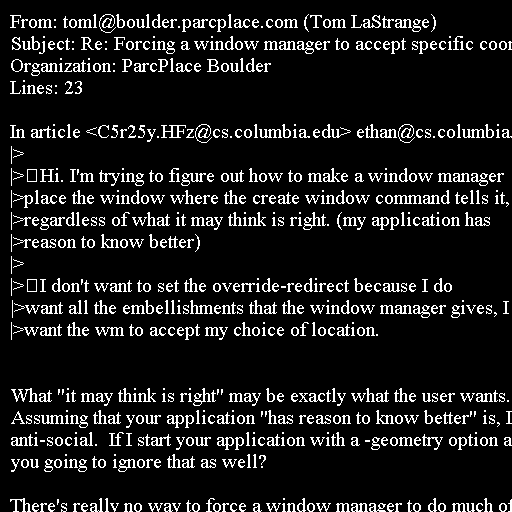 From: toml@boulder.parcplace.com (Tom LaStrange)
Subject: Re: Forcing a window manager to accept specific coor
Organization: ParcPlace Boulder
Lines: 23

In article <C5r25y.HFz@cs.columbia.edu> ethan@cs.columbia.
|>
|>□Hi. I'm trying to figure out how to make a window manager
|>place the window where the create window command tells it,
|>regardless of what it may think is right. (my application has
|>reason to know better)
|>
|>□I don't want to set the override-redirect because I do
|>want all the embellishments that the window manager gives, I
|>want the wm to accept my choice of location.

What "it may think is right" may be exactly what the user wants.
Assuming that your application "has reason to know better" is, I
anti-social.  If I start your application with a -geometry option a
you going to ignore that as well?

There's really no way to force a window manager to do much of